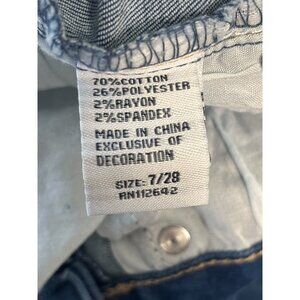 70%COTTON
26%POLYESTER
2%RAYON
2%SPANDEX
MADE IN CHINA
EXCLUSIVE OF
DECORATION
SIZE: 7/28
RN112642